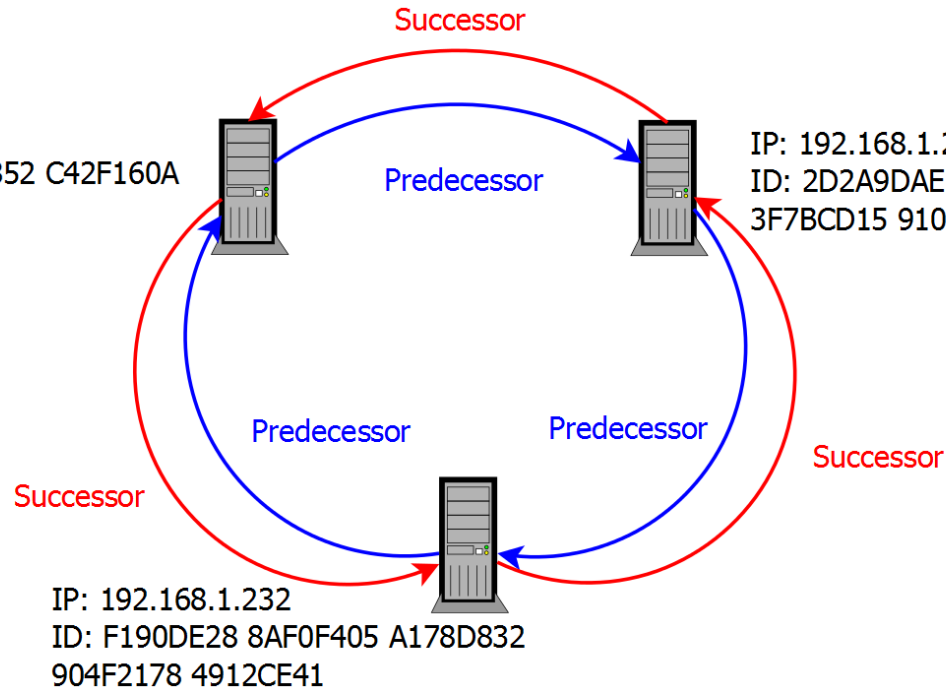 Successor
C42F160A
Predecessor
IP: 192.168.1.2
ID: 2D2A9DAE
3F7BCD15 910
Predecessor
Predecessor
Successor
Successor
IP: 192.168.1.232
ID: F190DE28 8AF0F405 A178D832
904F2178 4912CE41